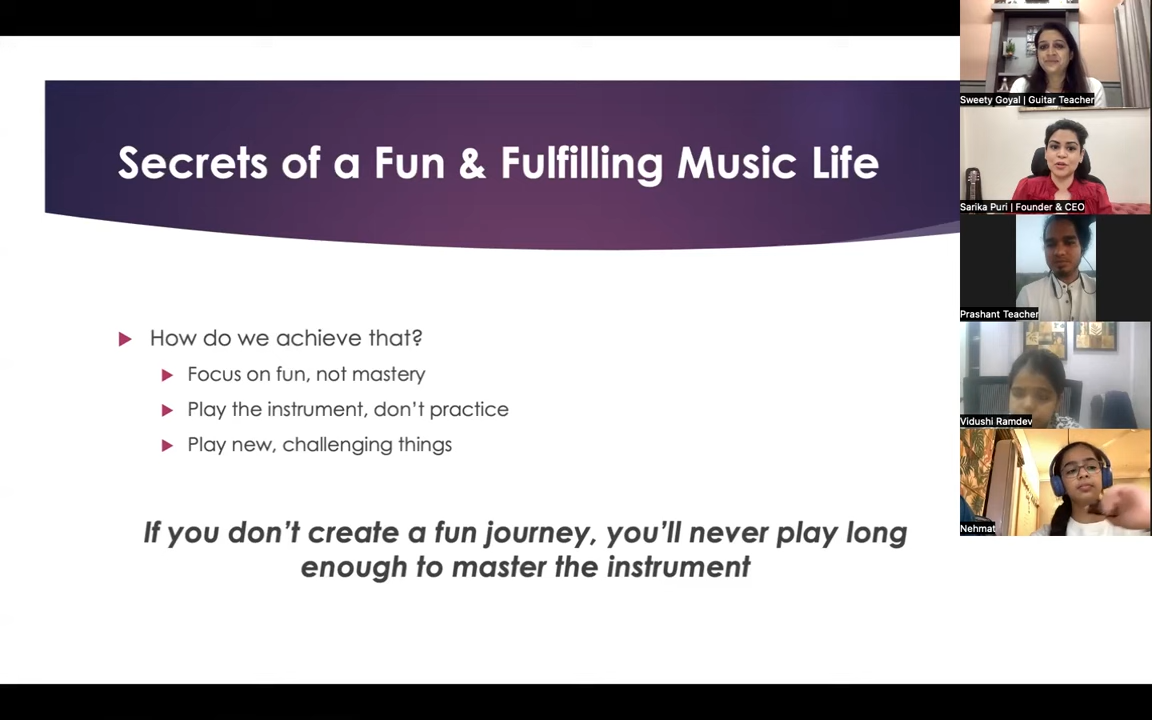 Secrets of a Fun & Fulfilling Music Life
How do we achieve that?
Focus on fun, not mastery
Play the instrument, don't practice
Play new, challenging things
If you don't create a fun journey, you'll never play long
enough to master the instrument
Sweety Goyal | Guitar Teacher
Sarika Puri | Founder & CEO
Prashant Teacher
Vidushi Ramdev
Nehmat